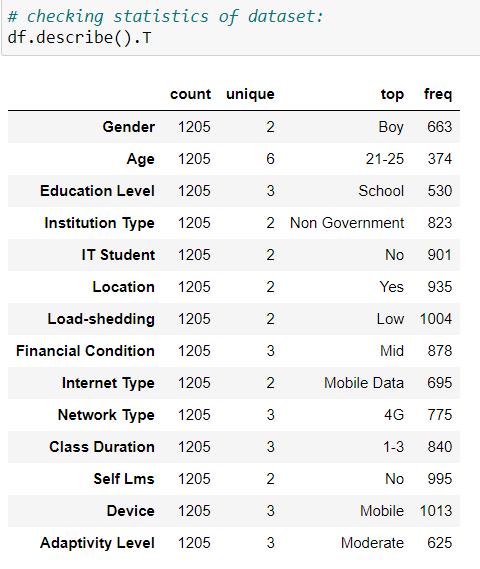 # checking statistics of dataset:
df.describe().T
count unique top freq
Gender 1205 2 Boy 663
Age 1205 6 21-25 374
Education Level 1205 3 School 530
Institution Type 1205 2 Non Government 823
IT Student 1205 2 No 901
Location 1205 2 Yes 935
Load-shedding 1205 2 Low 1004
Financial Condition 1205 3 Mid 878
Internet Type 1205 2 Mobile Data 695
Network Type 1205 3 4G 775
Class Duration 1205 3 1-3 840
Self Lms 1205 2 No 995
Device 1205 3 Mobile 1013
Adaptivity Level 1205 3 Moderate 625